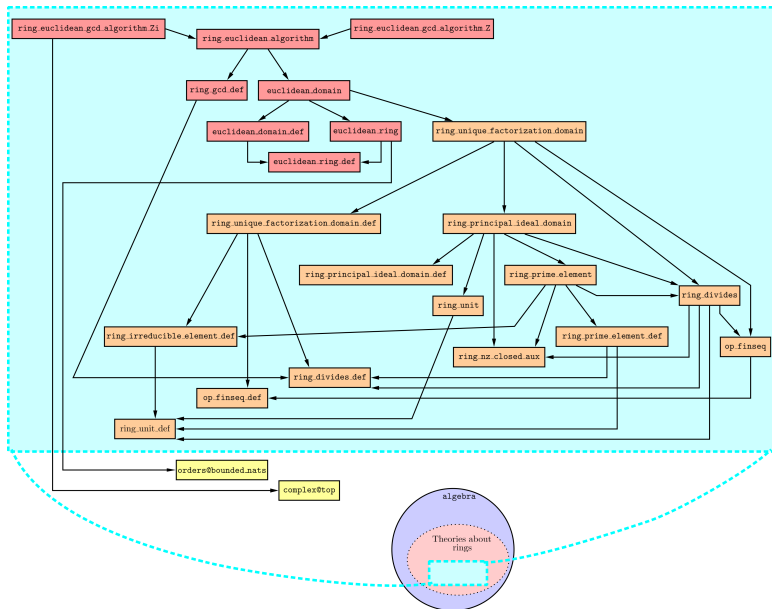 ring.euclidean.gcd.algorithm.Zi
ring.euclidean.algorithm
ring.euclidean.gcd.algorithm.Z
ring.gcd.def
euclidean.domain
euclidean.domain.def
euclidean.ring
ring.unique.factorization.domain
euclidean.ring.def
ring.unique.factorization.domain.def
ring.principal.ideal.domain
ring.principal.ideal.domain.def
ring.prime.element
ring.unit
ring.divides
ring.irreducible.element.def
ring.prime.element.def
op.finseq
ring.nz.closed.aux
ring.divides.def
op.finseq.def
ring_unit_def
orders@bounded.nats
complex@top
algebra
Theories about
rings